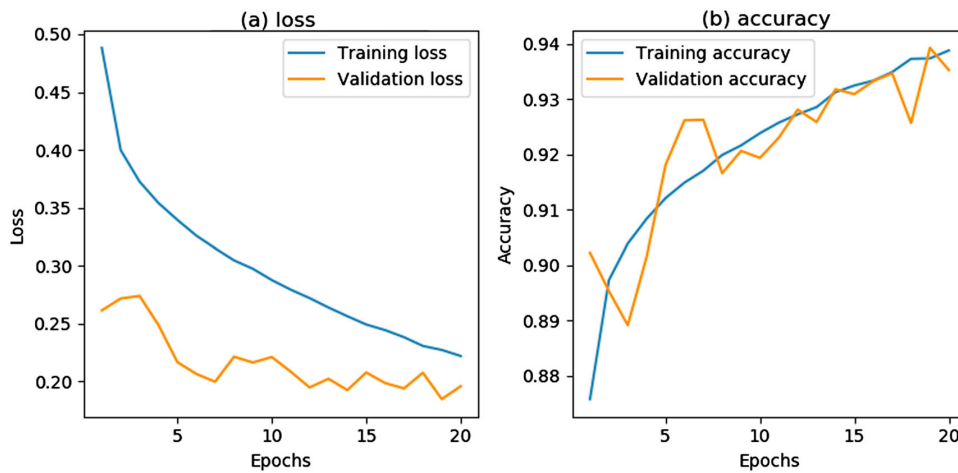 (a) loss
0.50
0.45
0.40
0.35
0.30
0.25
0.20
Loss
5
10
15
20
Epochs
Training loss
Validation loss
(b) accuracy
0.94
0.93
0.92
0.91
0.90
0.89
0.88
Accuracy
5
10
15
20
Epochs
Training accuracy
Validation accuracy